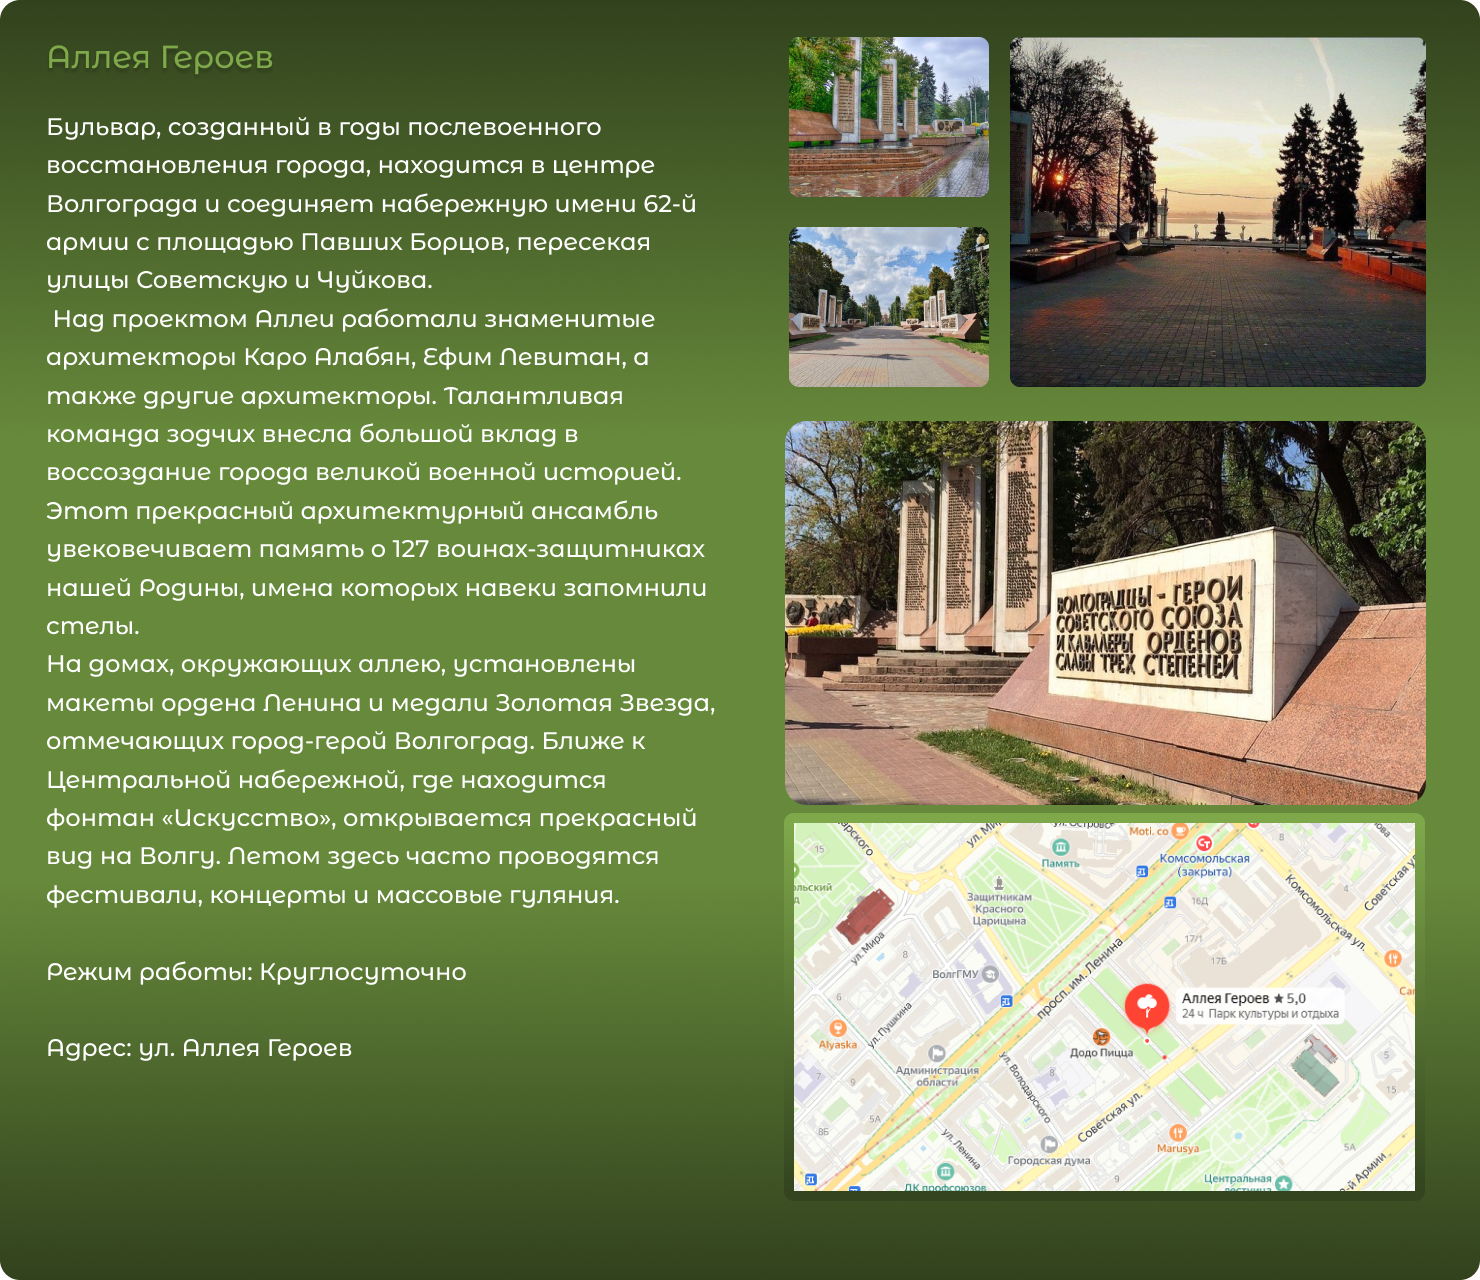 Аллея Героев
Бульвар, созданный в годы послевоенного
восстановления города, находится в центре
Волгограда и соединяет набережную имени 62-й
армии с площадью Павших Борцов, пересекая
улицы Советскую и Чуйкова.
Над проектом Аллеи работали знаменитые
архитекторы Каро Алабян, Ефим Левитан, а
также другие архитекторы. Талантливая
команда зодчих внесла большой вклад в
воссоздание города великой военной историей.
Этот прекрасный архитектурный ансамбль
увековечивает память о 127 воинах-защитниках
нашей Родины, имена которых навеки запомнили
стелы.
На домах, окружающих аллею, установлены
макеты ордена Ленина и медали Золотая Звезда,
отмечающих город-герой Волгоград. Ближе к
Центральной набережной, где находится
фонтан «Искусство», открывается прекрасный
вид на Волгу. Летом здесь часто проводятся
фестивали, концерты и массовые гуляния.
Режим работы: Круглосуточно
Адрес: ул. Аллея Героев
ВОЛГОГРАДЦЫ - ГЕРОИ
СОВЕТСКОГО СОЮЗА
И КАВАЛЕРЫ ОРДЕНОВ
СЛАВЫ ТРЕХ СТЕПЕНЕЙ
Moti. co
15
Память
Комсомольская
(закрыта)
4
Советская ул.
Защитникам
Красного
Царицына
16Д
Комсомольская ул.
ул. Мира
8
17/1
17Б
ВолгГМУ
просп. им. Ленина
6
Аллея Героев ★ 5,0
24 ч Парк культуры и отдыха
ул. Пушкина
Alyaska
Додо Пицца
Администрация
области
5
7
9
8
ул. Володарского
15
5А
8Б
Советская ул.
ул. Ленина
Marusya
5А
Городская дума
9
ДК профсоюзов
Центральная
лестница